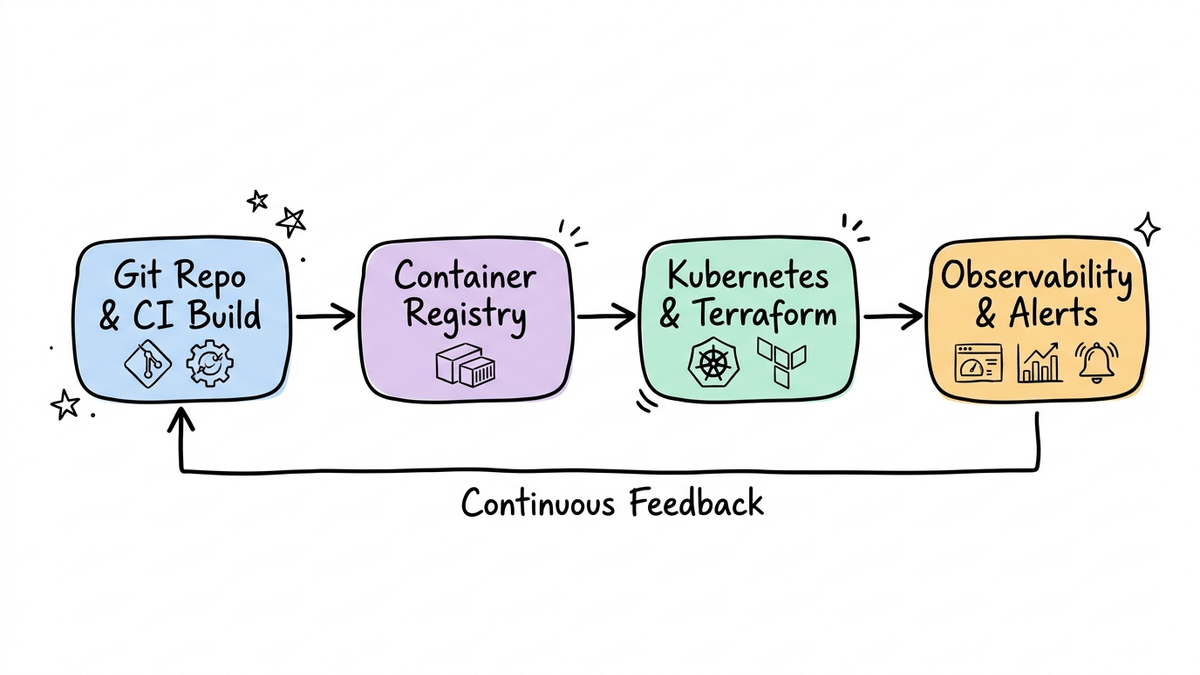 Git Repo
& CI Build
Container
Registry
Kubernetes
& Terraform
Observability
& Alerts
Continuous Feedback